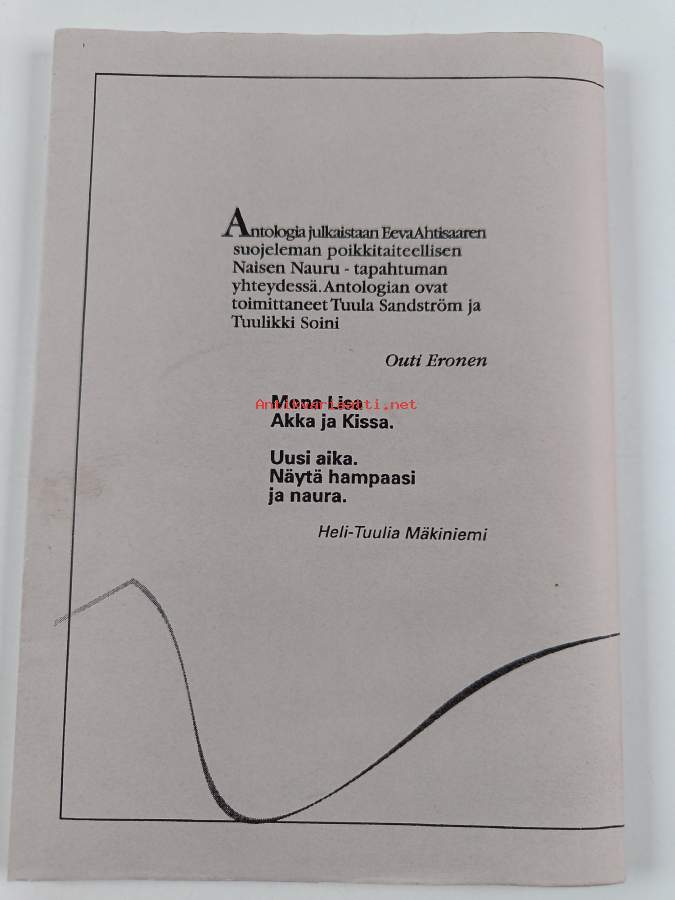 Antologia julkaistaan Eeva Ahtisaaren
suojeleman poikkitaiteellisen
Naisen Nauru - tapahtuman
yhteydessä. Antologian ovat
toimittaneet Tuula Sandström ja
Tuulikki Soini
Outi Eronen
Mona Lisa.
Antikvariaatti.net
Akka ja Kissa.
Uusi aika.
Näytä hampaasi
ja naura.
Heli-Tuulia Mäkiniemi